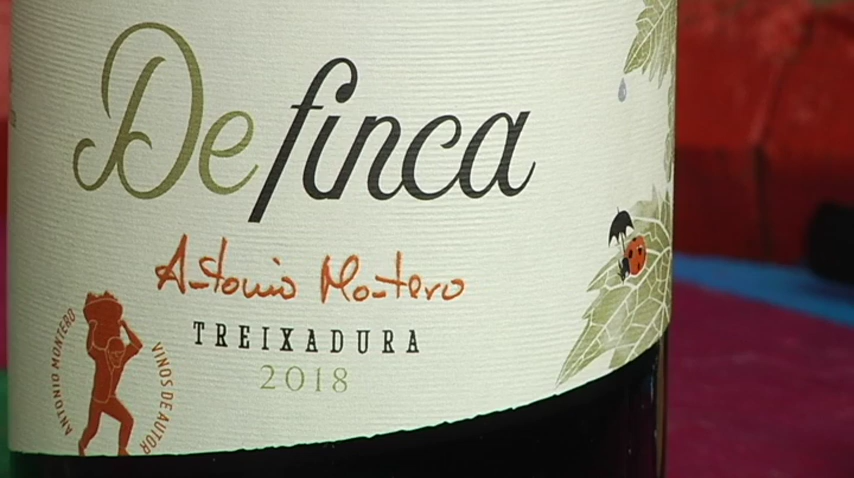 De finca
Antonio Montero
TREIXADURA
2018
ANTONIO MONTERO
VINOS DE AUTOR